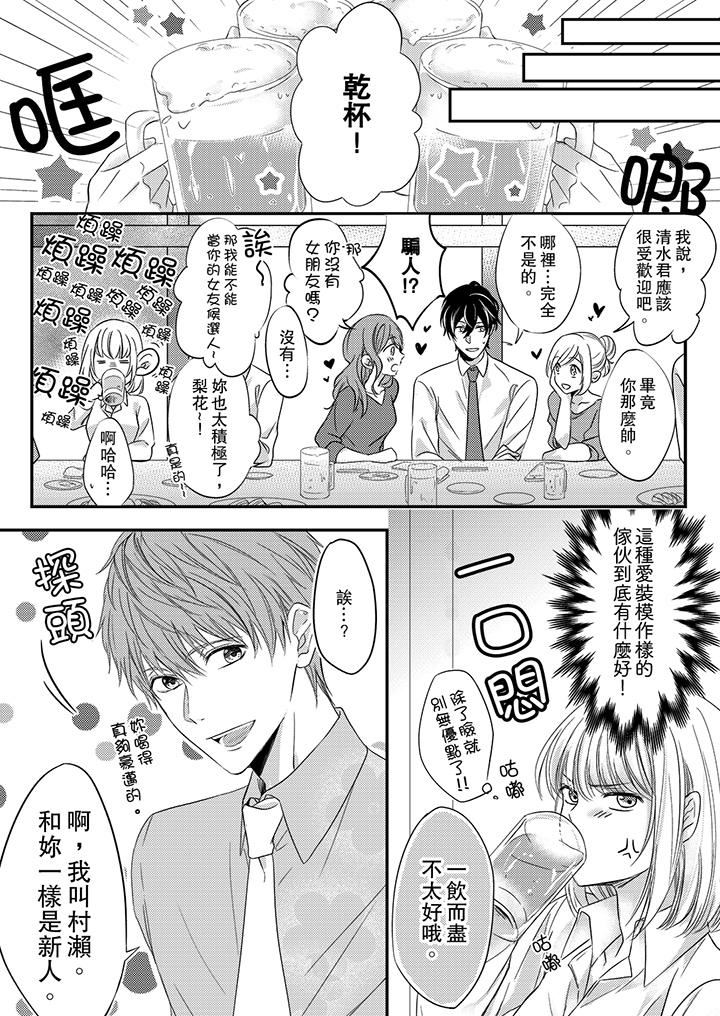 哐
啷
乾杯！
我說，
清水君應該
很受歡迎吧。
畢竟
你那麼帥。
哪裡⋯完全
不是的。
騙人!?
那
你沒有
女朋友嗎？
沒有⋯
誒～
那我能不能
當你的女友候選人～
妳也太積極了，
梨花～!!
真是的～
煩躁
煩躁
煩躁
煩躁
煩躁
煩躁
煩躁
煩躁
煩躁
煩躁
煩躁
啊哈哈⋯
這種愛裝模作樣的
傢伙到底有什麼好！
一口悶
除了臉就
別無優點了!!
咕嘟
咕嘟
一飲而盡
不太好哦。
誒⋯？
探頭
妳喝得
真夠豪邁的。
啊，我叫村瀨。
和妳一樣是新人。